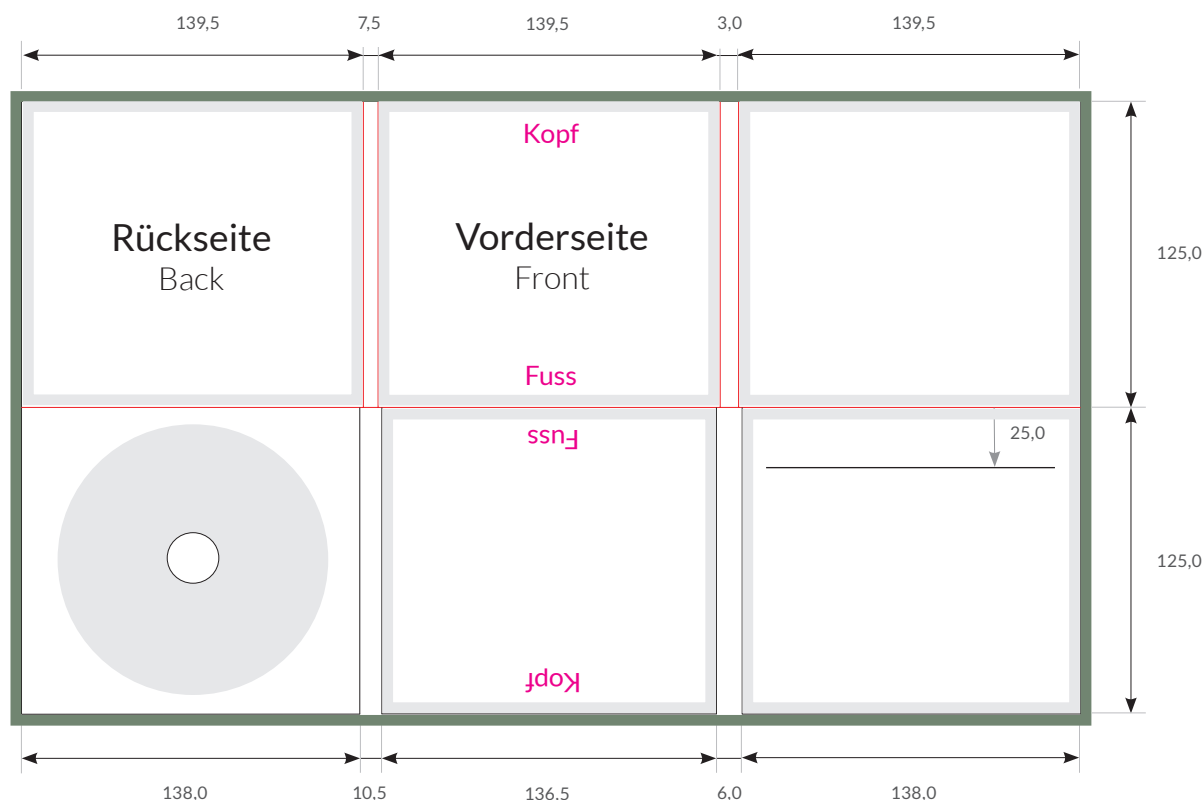 139,5
7,5
139,5
3,0
139,5
Kopf
Rückseite
Back
Vorderseite
Front
125,0
Fuss
Fuss
25,0
125,0
Kopf
138,0
10,5
136,5
6,0
138,0